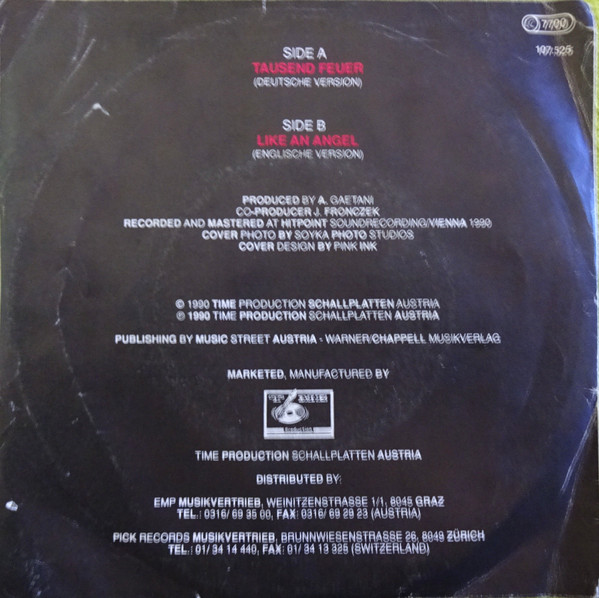 7790
107.525
SIDE A
TAUSEND FEUER
(DEUTSCHE VERSION)
SIDE B
LIKE AN ANGEL
(ENGLISCHE VERSION)
PRODUCED BY A. GAETANI
CO-PRODUCER J. FRONCZEK
RECORDED AND MASTERED AT HITPOINT SOUNDRECORDING/VIENNA 1990
COVER PHOTO BY SOYKA PHOTO STUDIOS
COVER DESIGN BY PINK INK
© 1990 TIME PRODUCTION SCHALLPLATTEN AUSTRIA
℗ 1990 TIME PRODUCTION SCHALLPLATTEN AUSTRIA
PUBLISHING BY MUSIC STREET AUSTRIA - WARNER/CHAPPELL MUSIKVERLAG
MARKETED, MANUFACTURED BY
TIME
Production
TIME PRODUCTION SCHALLPLATTEN AUSTRIA
DISTRIBUTED BY:
EMP MUSIKVERTRIEB, WEINITZENSTRASSE 1/1, 8045 GRAZ
TEL.: 0316/ 69 35 00, FAX: 0316/ 69 29 23 (AUSTRIA)
PICK RECORDS MUSIKVERTRIEB, BRUNNWIESENSTRASSE 26, 8049 ZÜRICH
TEL.: 01/ 34 14 440, FAX: 01/ 34 13 325 (SWITZERLAND)